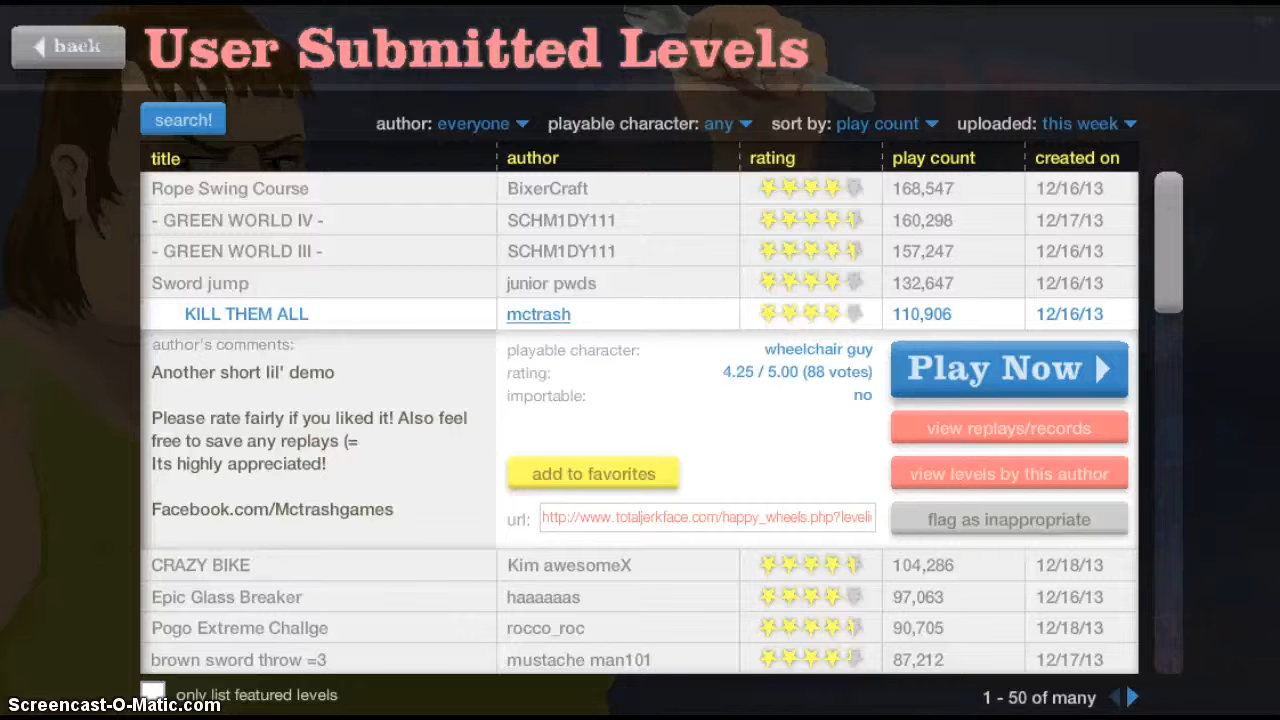 back
User Submitted Levels
search!
author: everyone playable character: any sort by: play count uploaded: this week
title author rating play count created on
Rope Swing Course BixerCraft 168,547 12/16/13
- GREEN WORLD IV - SCHM1DY111 160,298 12/17/13
- GREEN WORLD III - SCHM1DY111 157,247 12/16/13
Sword jump junior pwds 132,647 12/16/13
KILL THEM ALL mctrash 110,906 12/16/13
author's comments:
Another short lil' demo
Please rate fairly if you liked it! Also feel
free to save any replays (=
Its highly appreciated!
Facebook.com/Mctrashgames
playable character: wheelchair guy
rating: 4.25 / 5.00 (88 votes)
importable: no
add to favorites
url: http://www.totaljerkface.com/happy_wheels.php?leveli
Play Now
view replays/records
view levels by this author
flag as inappropriate
CRAZY BIKE Kim awesomeX 104,286 12/18/13
Epic Glass Breaker haaaaaas 97,063 12/16/13
Pogo Extreme Challge rocco_roc 90,705 12/18/13
brown sword throw =3 mustache man101 87,212 12/17/13
only list featured levels
1 - 50 of many
Screencast-O-Matic.com